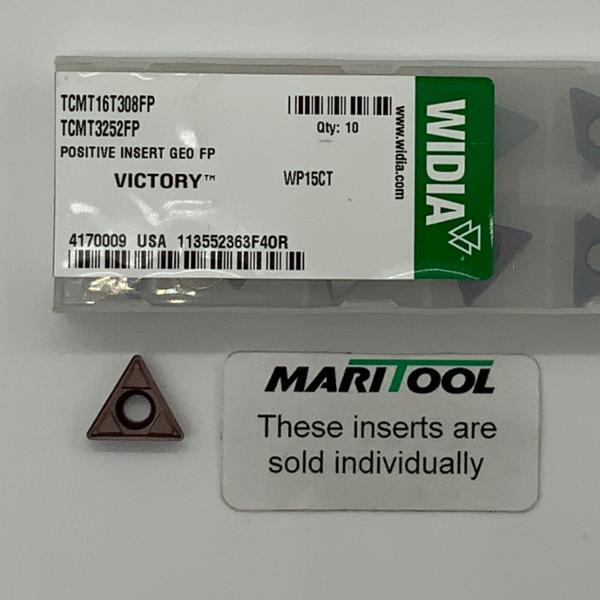 TCMT16T308FP
TCMT3252FP
Qty: 10
POSITIVE INSERT GEO FP
VICTORY™ WP15CT
4170009 USA 113552363F40R
www.widia.com
WIDIA
MARITOOL
These inserts are
sold individually